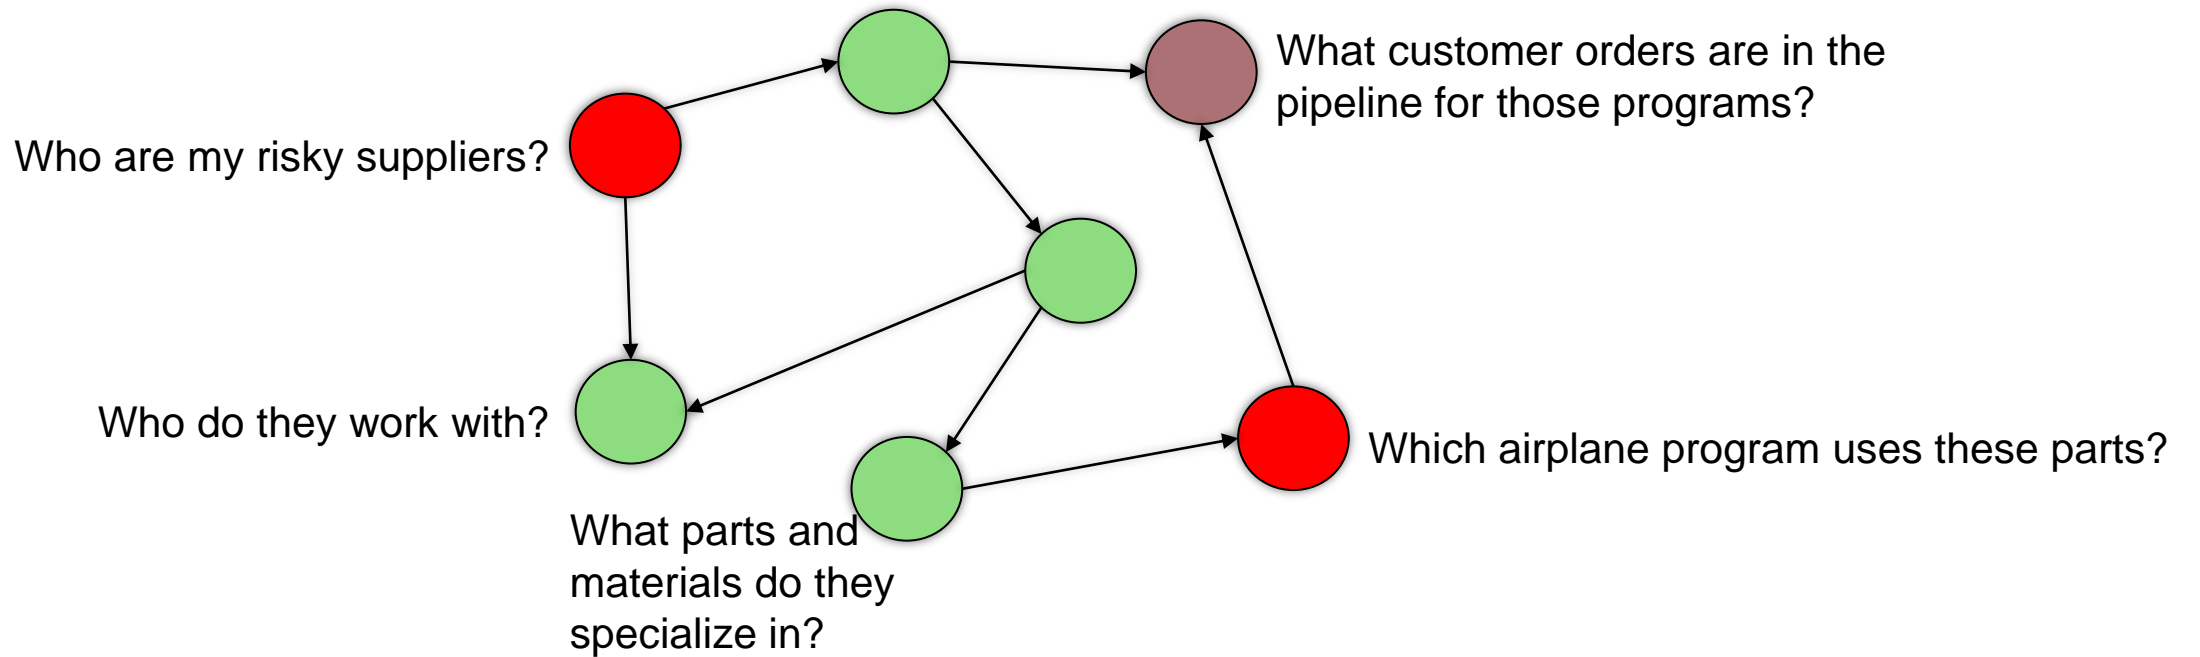 What customer orders are in the
pipeline for those programs?
Who are my risky suppliers?
Who do they work with?
Which airplane program uses these parts?
What parts and
materials do they
specialize in?